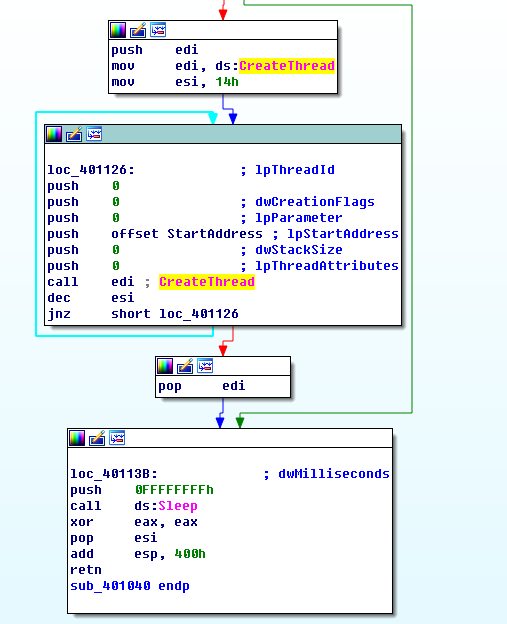 push edi
mov edi, ds:CreateThread
mov esi, 14h
loc_401126: ; lpThreadId
push 0
push 0 ; dwCreationFlags
push 0 ; lpParameter
push offset StartAddress ; lpStartAddress
push 0 ; dwStackSize
push 0 ; lpThreadAttributes
call edi ; CreateThread
dec esi
jnz short loc_401126
pop edi
loc_40113B: ; dwMilliseconds
push 0FFFFFFFFh
call ds:Sleep
xor eax, eax
pop esi
add esp, 400h
retn
sub_401040 endp